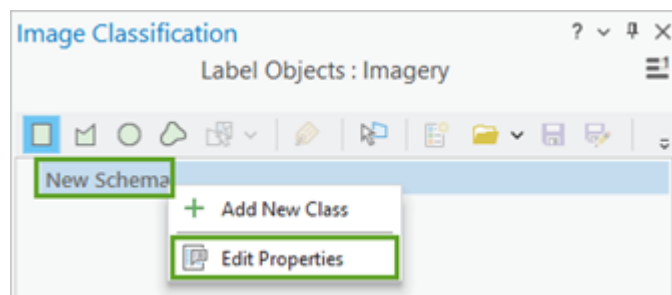 Image Classification
Label Objects : Imagery
New Schema
Add New Class
Edit Properties